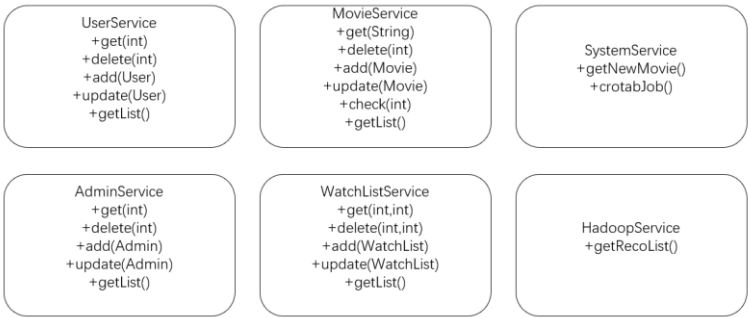 UserService
+get(int)
+delete(int)
+add(User)
+update(User)
+getList()
MovieService
+get(String)
+delete(int)
+add(Movie)
+update(Movie)
+check(int)
+getList()
SystemService
+getNewMovie()
+crotabJob()
AdminService
+get(int)
+delete(int)
+add(Admin)
+update(Admin)
+getList()
WatchListService
+get(int,int)
+delete(int,int)
+add(WatchList)
+update(WatchList)
+getList()
HadoopService
+getRecoList()